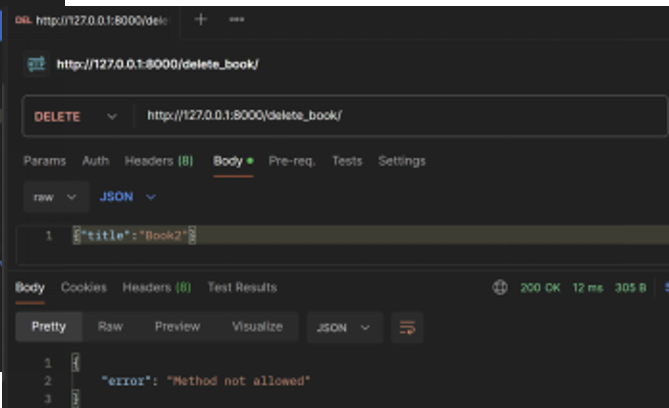 DEL http://127.0.0.1:8000/dele
http://127.0.0.1:8000/delete_book/
DELETE http://127.0.0.1:8000/delete_book/
Params Auth Headers (8) Body Pre-req. Tests Settings
raw JSON
1 {"title":"Book2"}
Body Cookies Headers (8) Test Results 200 OK 12 ms 305 B
Pretty Raw Preview Visualize JSON
1 {
2 "error": "Method not allowed"
3 }